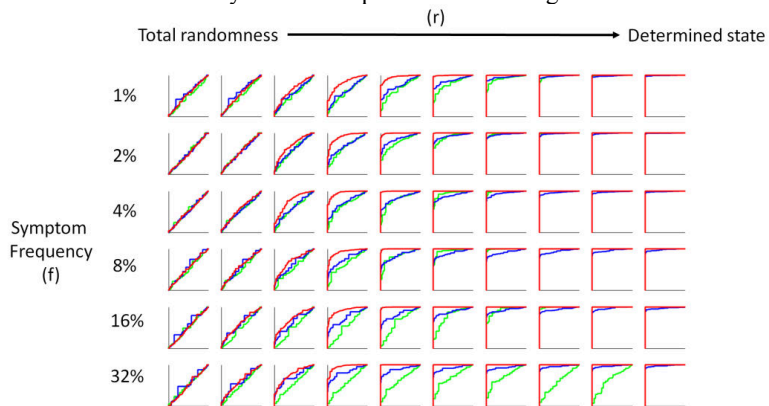 (r)
Total randomness Determined state
1%
2%
4%
Symptom
Frequency
(f)
8%
16%
32%